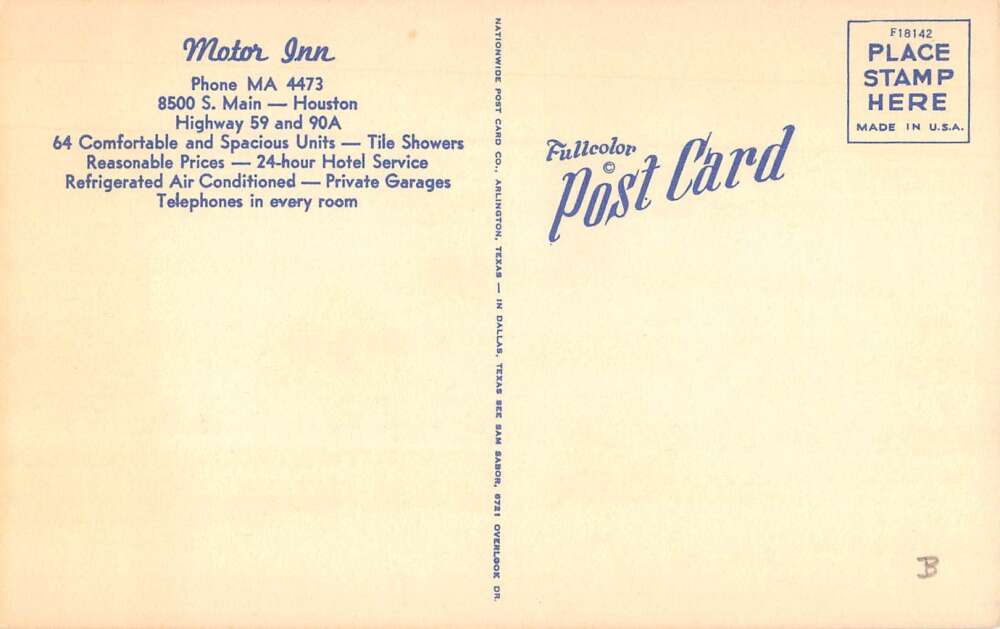 Motor Inn
Phone MA 4473
8500 S. Main — Houston
Highway 59 and 90A
64 Comfortable and Spacious Units — Tile Showers
Reasonable Prices — 24-hour Hotel Service
Refrigerated Air Conditioned — Private Garages
Telephones in every room
NATIONWIDE POST CARD CO., ARLINGTON, TEXAS — IN DALLAS, TEXAS SEE SAM SABOR, 6721 OVERLOOK DR.
Fullcolor
©
Post Card
F18142
PLACE
STAMP
HERE
MADE IN U.S.A.
B